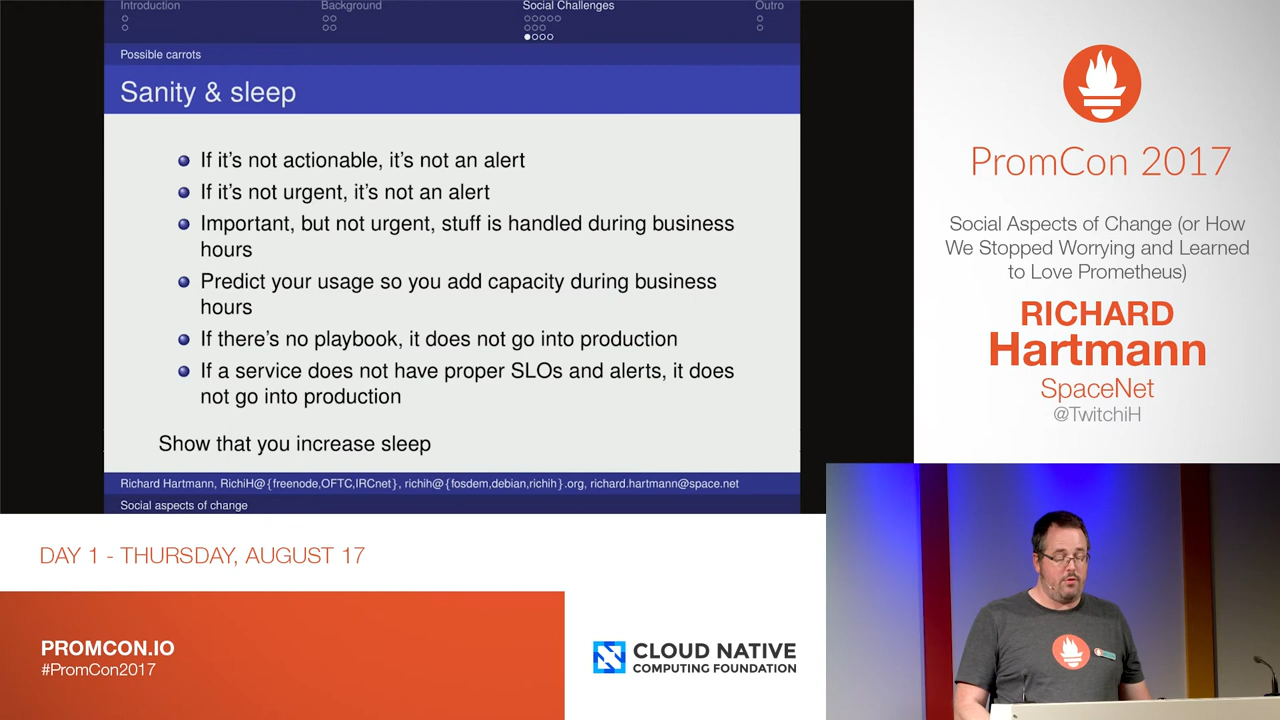 Introduction
Background
Social Challenges
Outro
Possible carrots
Sanity & sleep
If it's not actionable, it's not an alert
If it's not urgent, it's not an alert
Important, but not urgent, stuff is handled during business
hours
Predict your usage so you add capacity during business
hours
If there's no playbook, it does not go into production
If a service does not have proper SLOs and alerts, it does
not go into production
Show that you increase sleep
Richard Hartmann, RichiH@{freenode,OFTC,IRCnet}, richih@{fosdem,debian,richih}.org, richard.hartmann@space.net
Social aspects of change
PromCon 2017
Social Aspects of Change (or How
We Stopped Worrying and Learned
to Love Prometheus)
RICHARD
Hartmann
SpaceNet
@TwitchiH
DAY 1 - THURSDAY, AUGUST 17
PROMCON.IO
#PromCon2017
CLOUD NATIVE
COMPUTING FOUNDATION